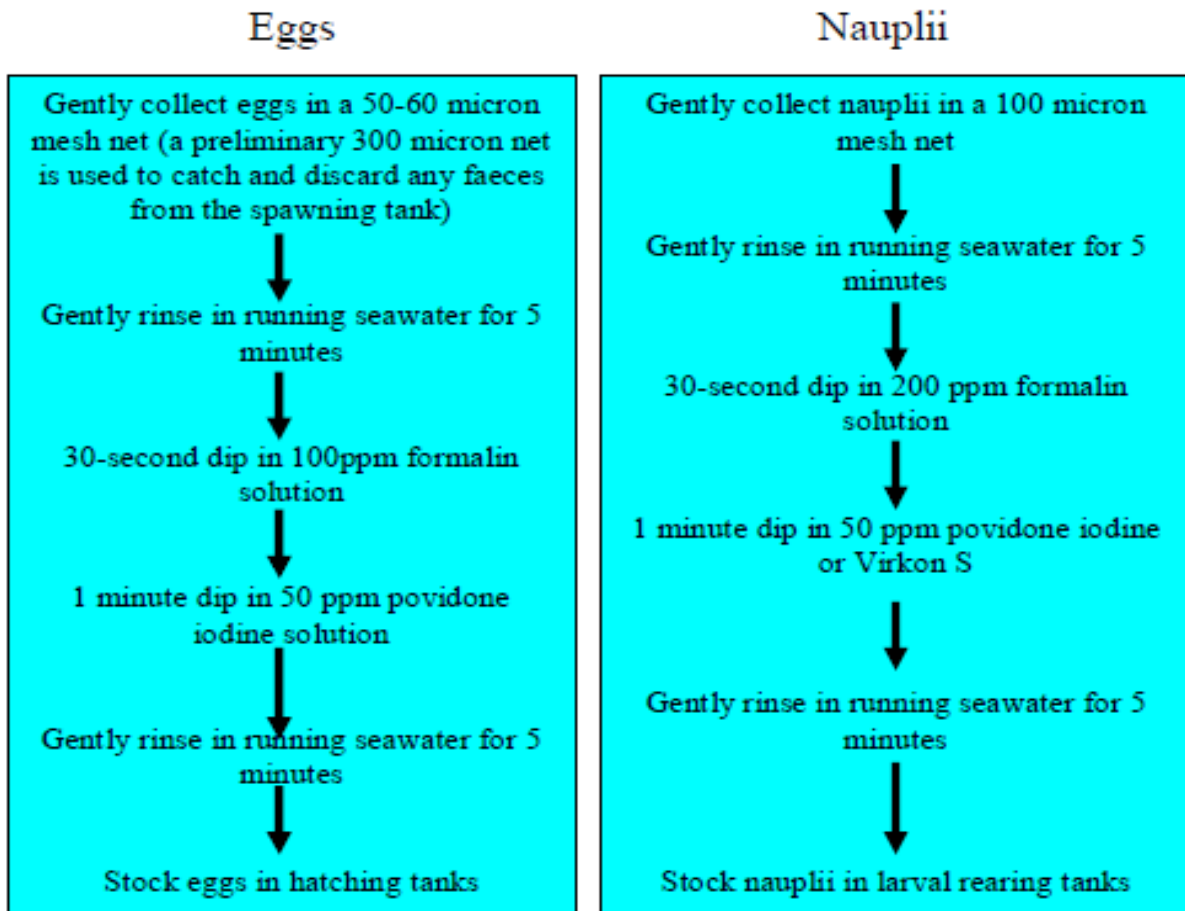 Eggs
Gently collect eggs in a 50-60 micron
mesh net (a preliminary 300 micron net
is used to catch and discard any faeces
from the spawning tank)
Gently rinse in running seawater for 5
minutes
30-second dip in 100ppm formalin
solution
1 minute dip in 50 ppm povidone
iodine solution
Gently rinse in running seawater for 5
minutes
Stock eggs in hatching tanks
Nauplii
Gently collect nauplii in a 100 micron
mesh net
Gently rinse in running seawater for 5
minutes
30-second dip in 200 ppm formalin
solution
1 minute dip in 50 ppm povidone iodine
or Virkon S
Gently rinse in running seawater for 5
minutes
Stock nauplii in larval rearing tanks